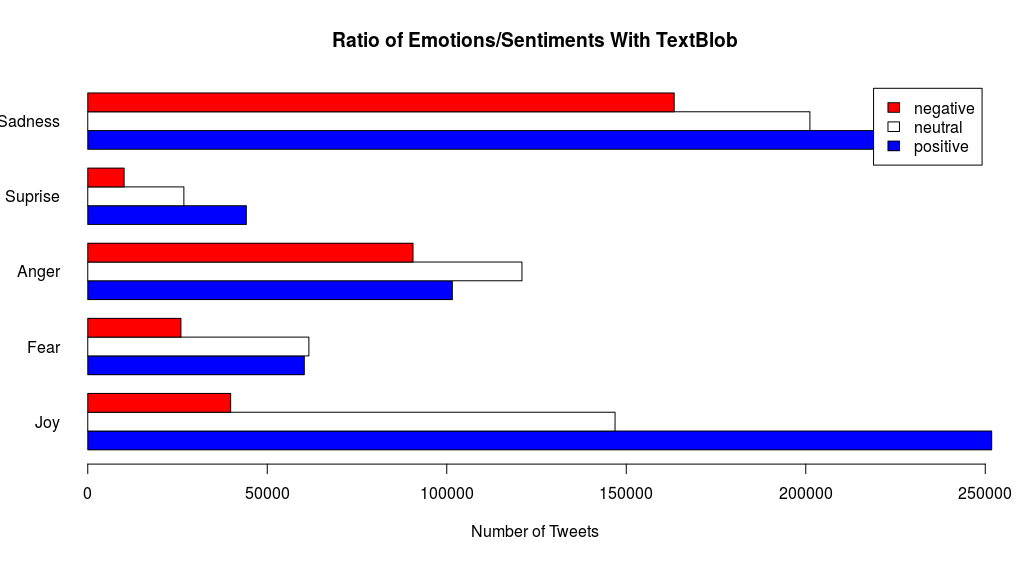 Ratio of Emotions/Sentiments With TextBlob
negative
neutral
positive
Sadness
Suprise
Anger
Fear
Joy
0 50000 100000 150000 200000 250000
Number of Tweets